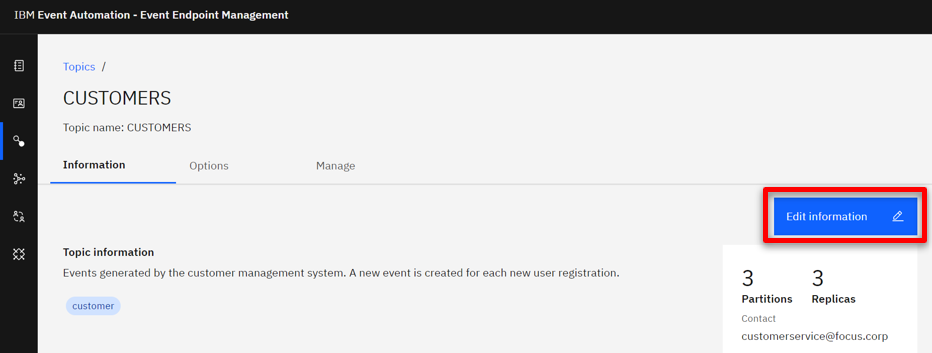 IBM Event Automation - Event Endpoint Management
Topics /
CUSTOMERS
Topic name: CUSTOMERS
Information Options Manage
Edit information
Topic information
Events generated by the customer management system. A new event is created for each new user registration.
customer
3 3
Partitions Replicas
Contact
customerservice@focus.corp